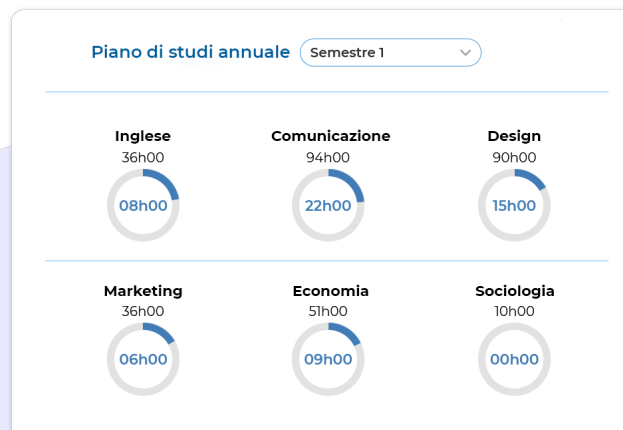 Piano di studi annuale Semestre 1
Inglese Comunicazione Design
36h00 94h00 90h00
08h00 22h00 15h00
Marketing Economia Sociologia
36h00 51h00 10h00
06h00 09h00 00h00